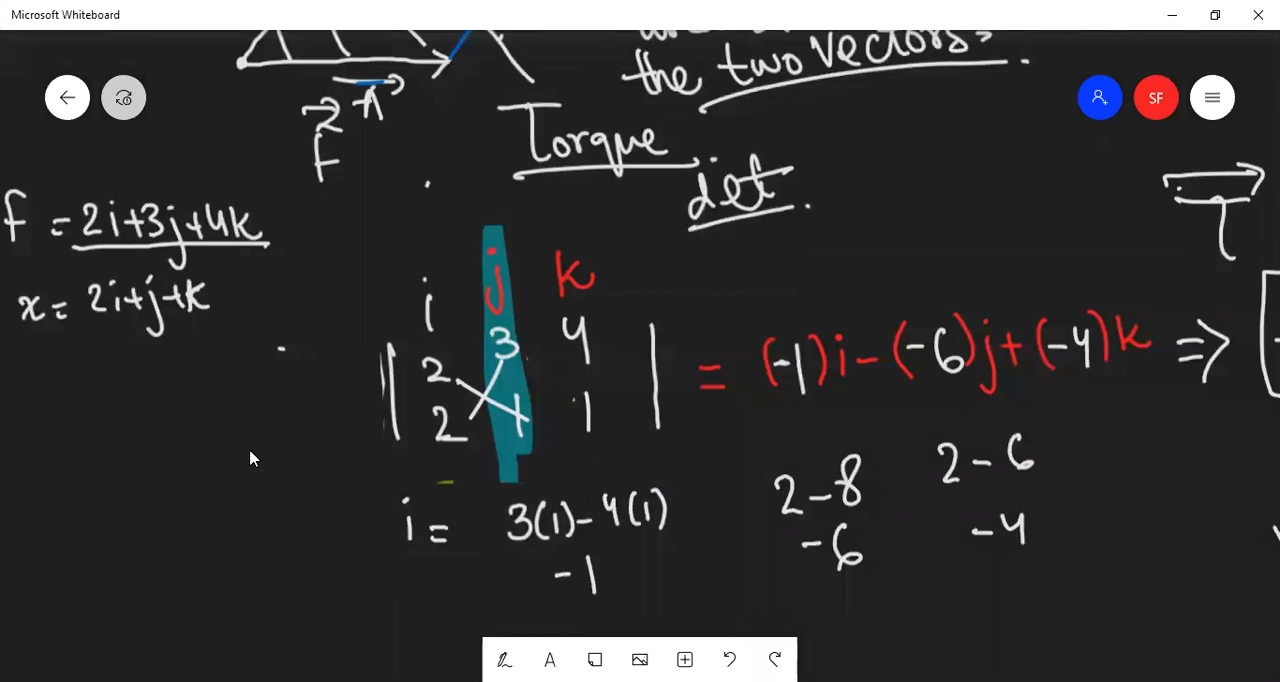 Microsoft Whiteboard
the two vectors.
SF
F
Torque
det.
f = 2i+3j+4k
x = 2i+j+k
T
i j k
2 3 4
2 1 1
= (-1)i - (-6)j + (-4)k ⇒
i = 3(1)-4(1)
-1
2-8
-6
2-6
-4
A